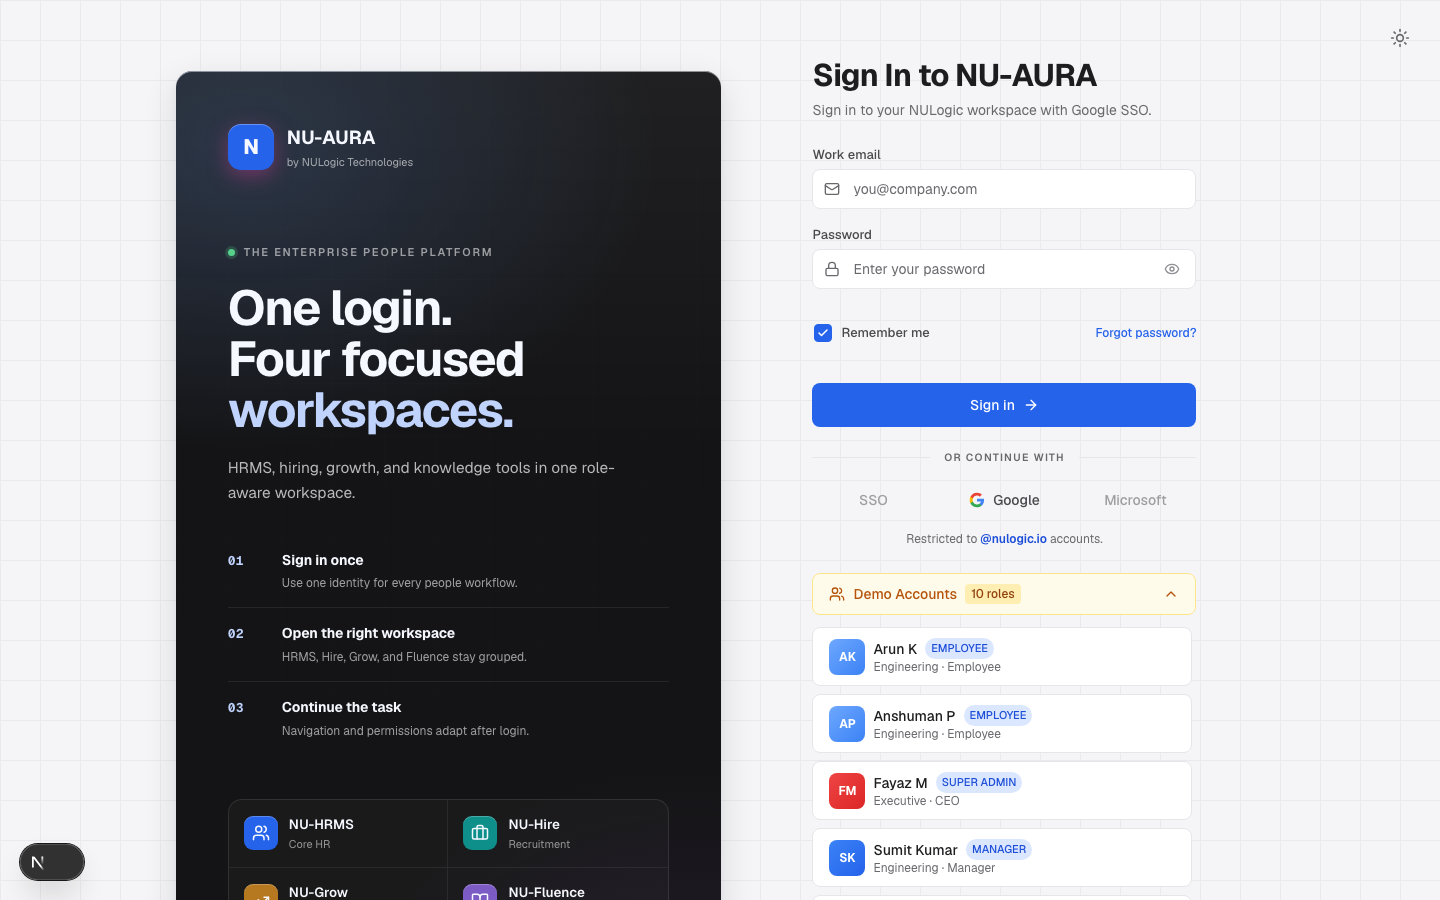 N
NU-AURA
by NULogic Technologies
THE ENTERPRISE PEOPLE PLATFORM
One login.
Four focused
workspaces.
HRMS, hiring, growth, and knowledge tools in one role-
aware workspace.
01
Sign in once
Use one identity for every people workflow.
02
Open the right workspace
HRMS, Hire, Grow, and Fluence stay grouped.
03
Continue the task
Navigation and permissions adapt after login.
NU-HRMS
Core HR
NU-Hire
Recruitment
NU-Grow
NU-Fluence
N
Sign In to NU-AURA
Sign in to your NULogic workspace with Google SSO.
Work email
you@company.com
Password
Enter your password
Remember me
Forgot password?
Sign in
OR CONTINUE WITH
SSO
Google
Microsoft
Restricted to @nulogic.io accounts.
Demo Accounts 10 roles
AK
Arun K EMPLOYEE
Engineering · Employee
AP
Anshuman P EMPLOYEE
Engineering · Employee
FM
Fayaz M SUPER ADMIN
Executive · CEO
SK
Sumit Kumar MANAGER
Engineering · Manager